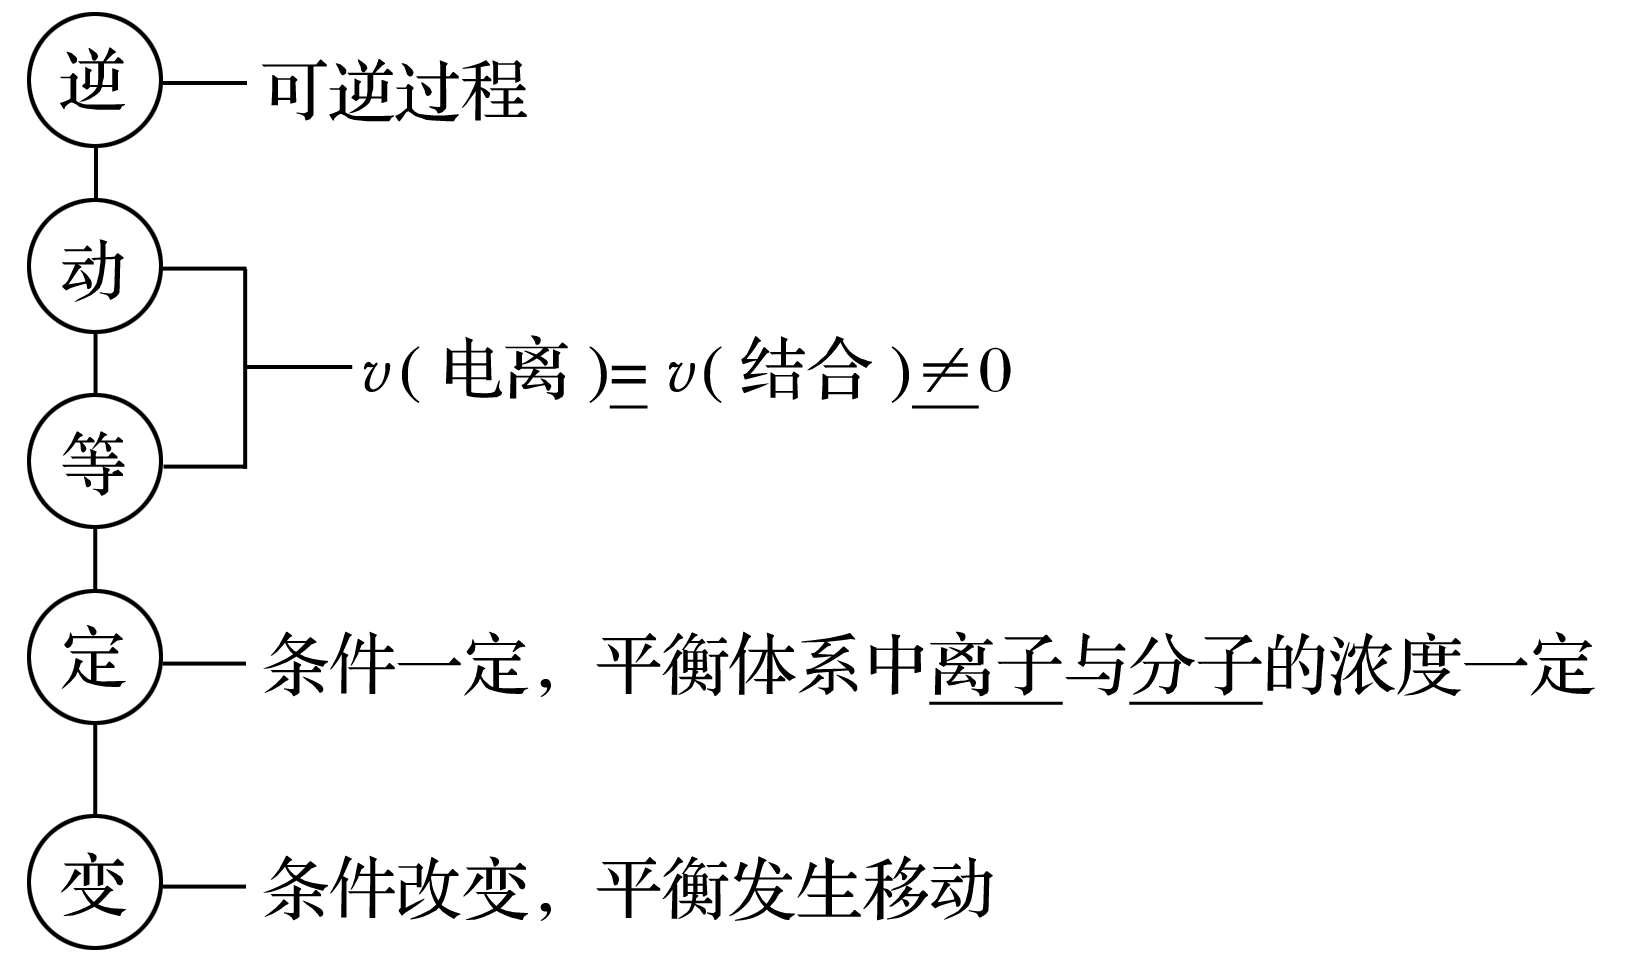 逆 可逆过程
动
v(电离)= v(结合)≠0
等
定 条件一定，平衡体系中离子与分子的浓度一定
变 条件改变，平衡发生移动